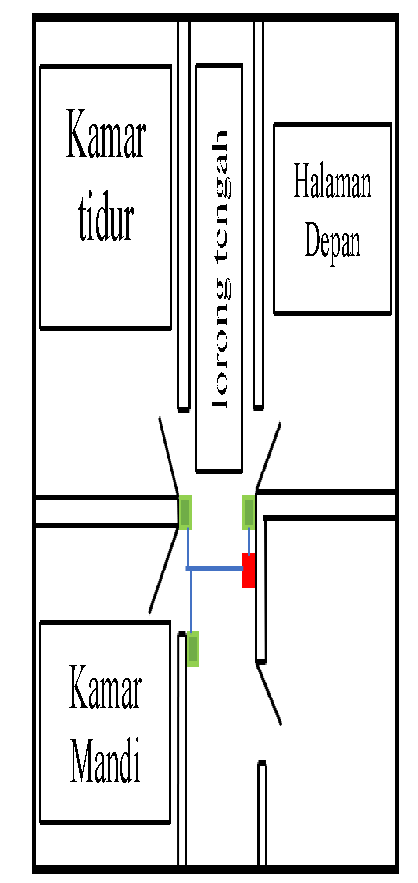 Kamar
tidur
lorong tengah
Halaman
Depan
Kamar
Mandi